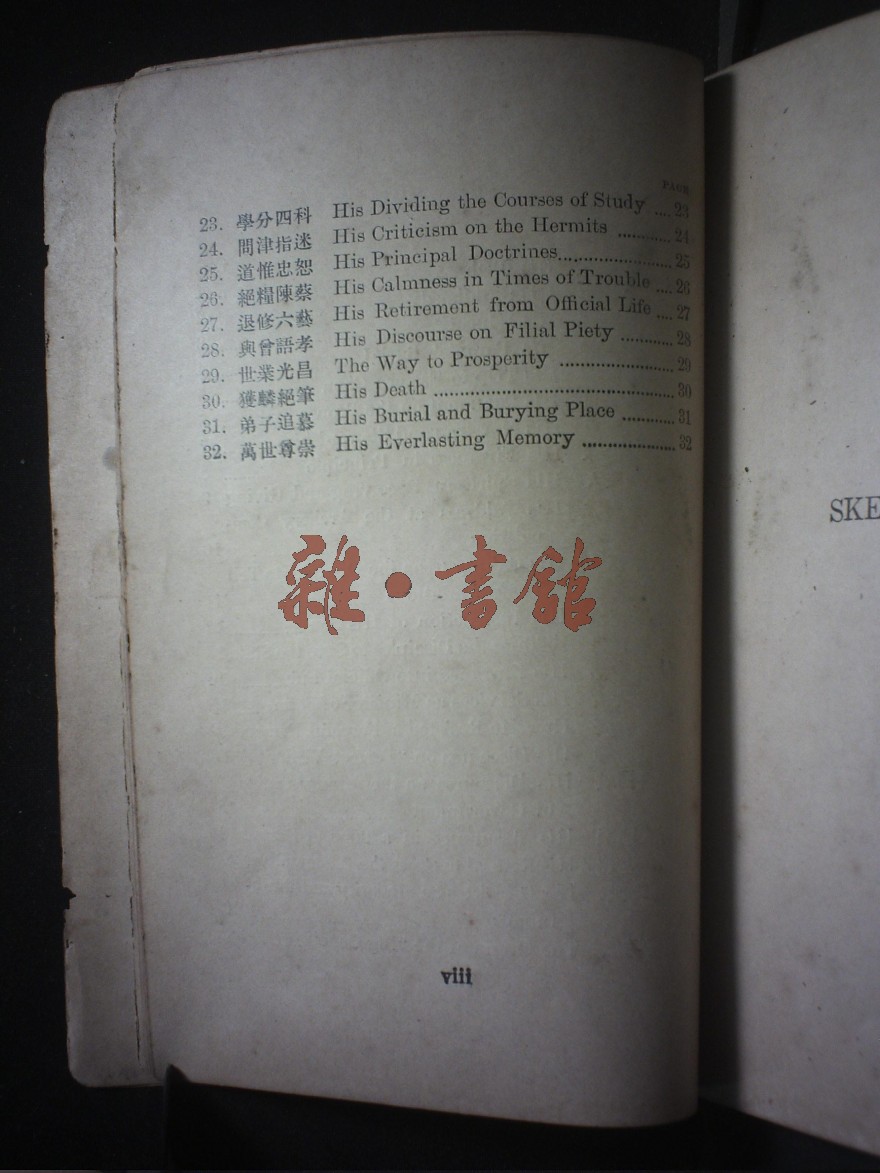 PAGE
23. 學分四科 His Dividing the Courses of Study ....23
24. 問津指迷 His Criticism on the Hermits ...........24
25. 道惟忠恕 His Principal Doctrines.......................25
26. 絕糧陳蔡 His Calmness in Times of Trouble ....26
27. 退修六藝 His Retirement from Official Life ....27
28. 與曾語孝 His Discourse on Filial Piety ...........28
29. 世業光昌 The Way to Prosperity .......................29
30. 獲麟絕筆 His Death ................................................30
31. 弟子追慕 His Burial and Burying Place ...........31
32. 萬世尊崇 His Everlasting Memory ...................32
雜•書館
viii
SKE